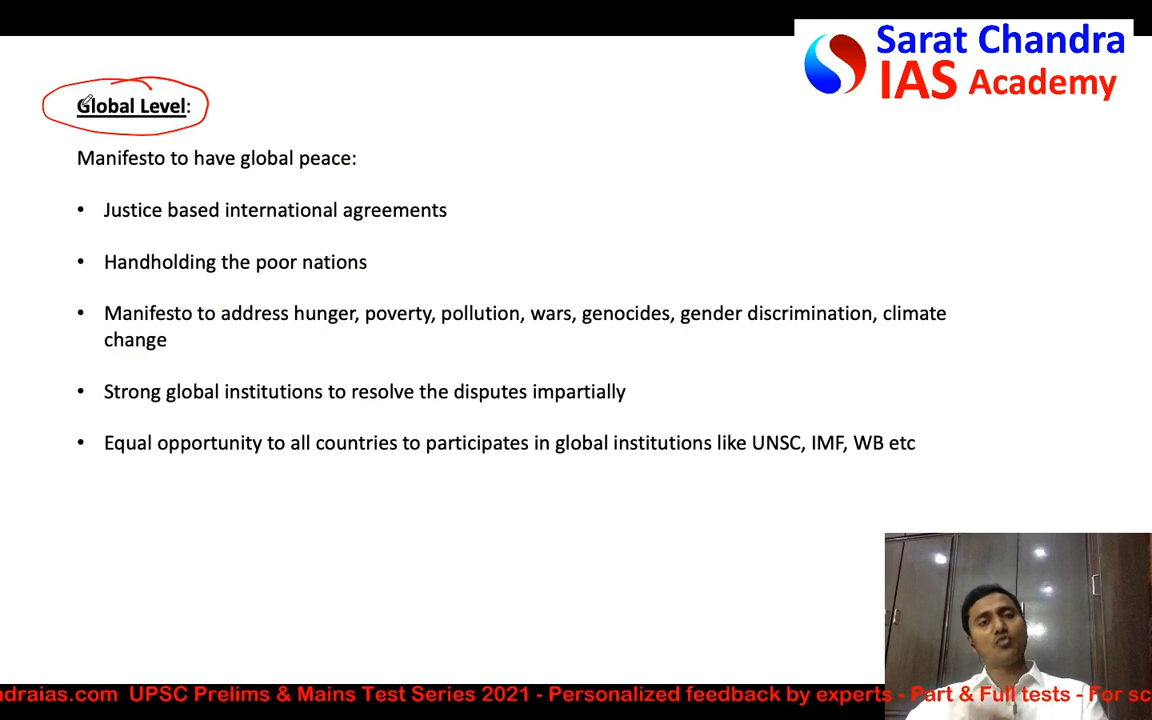 Sarat Chandra
IAS Academy
Global Level:
Manifesto to have global peace:
• Justice based international agreements
• Handholding the poor nations
• Manifesto to address hunger, poverty, pollution, wars, genocides, gender discrimination, climate
change
• Strong global institutions to resolve the disputes impartially
• Equal opportunity to all countries to participates in global institutions like UNSC, IMF, WB etc
ndraias.com UPSC Prelims & Mains Test Series 2021 - Personalized feedback by experts - Part & Full tests - For sc